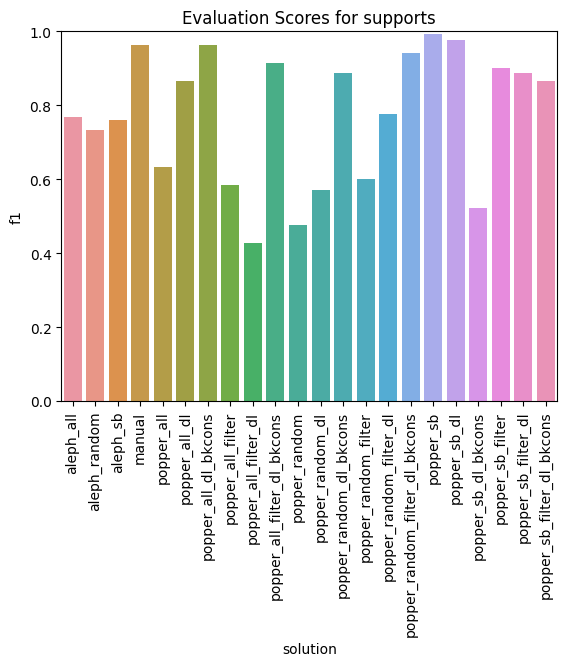 Evaluation Scores for supports
f1
1.0
0.8
0.6
0.4
0.2
0.0
aleph_all
aleph_random
aleph_sb
manual
popper_all
popper_all_dl
popper_all_dl_bkcons
popper_all_filter
popper_all_filter_dl
popper_all_filter_dl_bkcons
popper_random
popper_random_dl
popper_random_dl_bkcons
popper_random_filter
popper_random_filter_dl
popper_random_filter_dl_bkcons
popper_sb
popper_sb_dl
popper_sb_dl_bkcons
popper_sb_filter
popper_sb_filter_dl
popper_sb_filter_dl_bkcons
solution